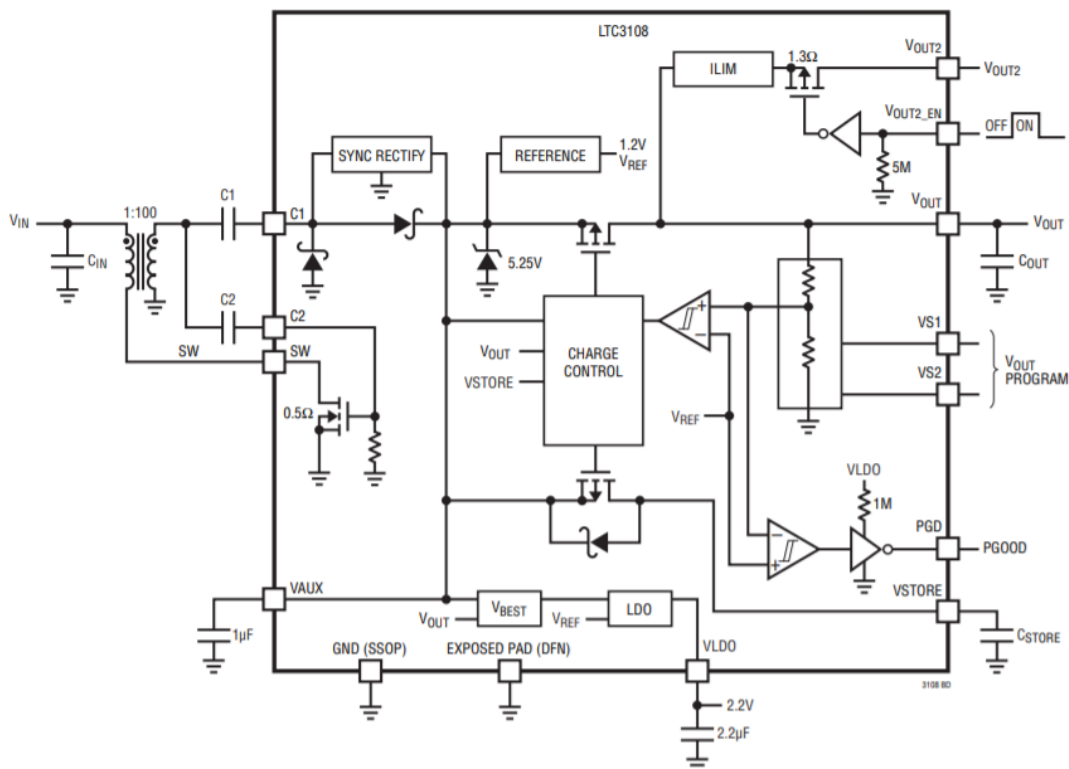 LTC3108
ILIM
1.3Ω
VOUT2
VOUT2
VOUT2_EN
OFF ON
5M
SYNC RECTIFY
REFERENCE
1.2V
VREF
VOUT
VIN
1:100
C1
C1
VOUT
CIN
5.25V
COUT
C2
C2
SW
SW
VOUT
VSTORE
CHARGE
CONTROL
+
−
VS1
VS2
VOUT
PROGRAM
0.5Ω
VREF
VLDO
1M
PGD
PGOOD
−
+
VSTORE
CSTORE
VAUX
1µF
VOUT
VBEST
VREF
LDO
VLDO
GND (SSOP)
EXPOSED PAD (DFN)
3108 BD
2.2V
2.2µF